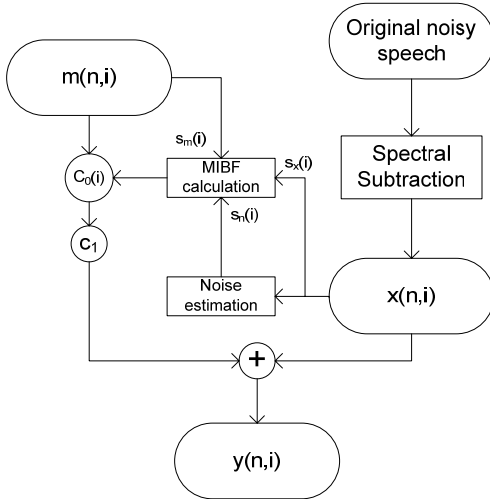 Original noisy
speech
m(n,i)
s_m(i)
MIBF
calculation
s_x(i)
C_0(i)
s_n(i)
Spectral
Subtraction
c_1
Noise
estimation
x(n,i)
+
y(n,i)